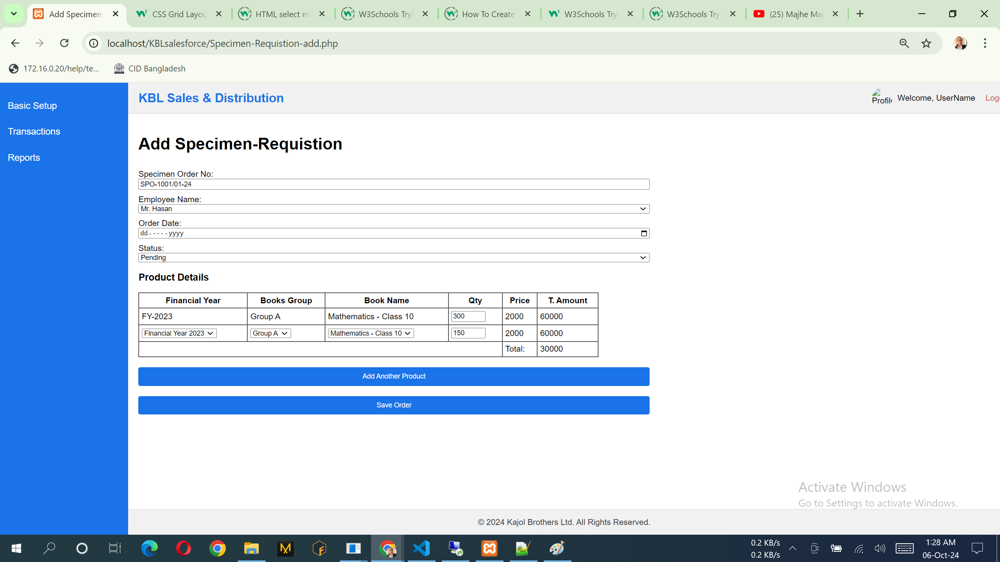 Add Specimen-
CSS Grid Layou
HTML select mu
W3Schools Tryi
How To Create
W3Schools Tryi
W3Schools Tryi
(25) Majhe Maj
localhost/KBLsalesforce/Specimen-Requistion-add.php
172.16.0.20/help/te...
CID Bangladesh
Basic Setup
Transactions
Reports
KBL Sales & Distribution
Profile
Welcome, UserName
Logo
Add Specimen-Requistion
Specimen Order No:
SPO-1001/01-24
Employee Name:
Mr. Hasan
Order Date:
dd-----yyyy
Status:
Pending
Product Details
Financial Year Books Group Book Name Qty Price T. Amount
FY-2023 Group A Mathematics - Class 10 300 2000 60000
Financial Year 2023 Group A Mathematics - Class 10 150 2000 60000
Total: 30000
Add Another Product
Save Order
Activate Windows
Go to Settings to activate Windows.
© 2024 Kajol Brothers Ltd. All Rights Reserved.
0.2 KB/s
0.2 KB/s
1:28 AM
06-Oct-24